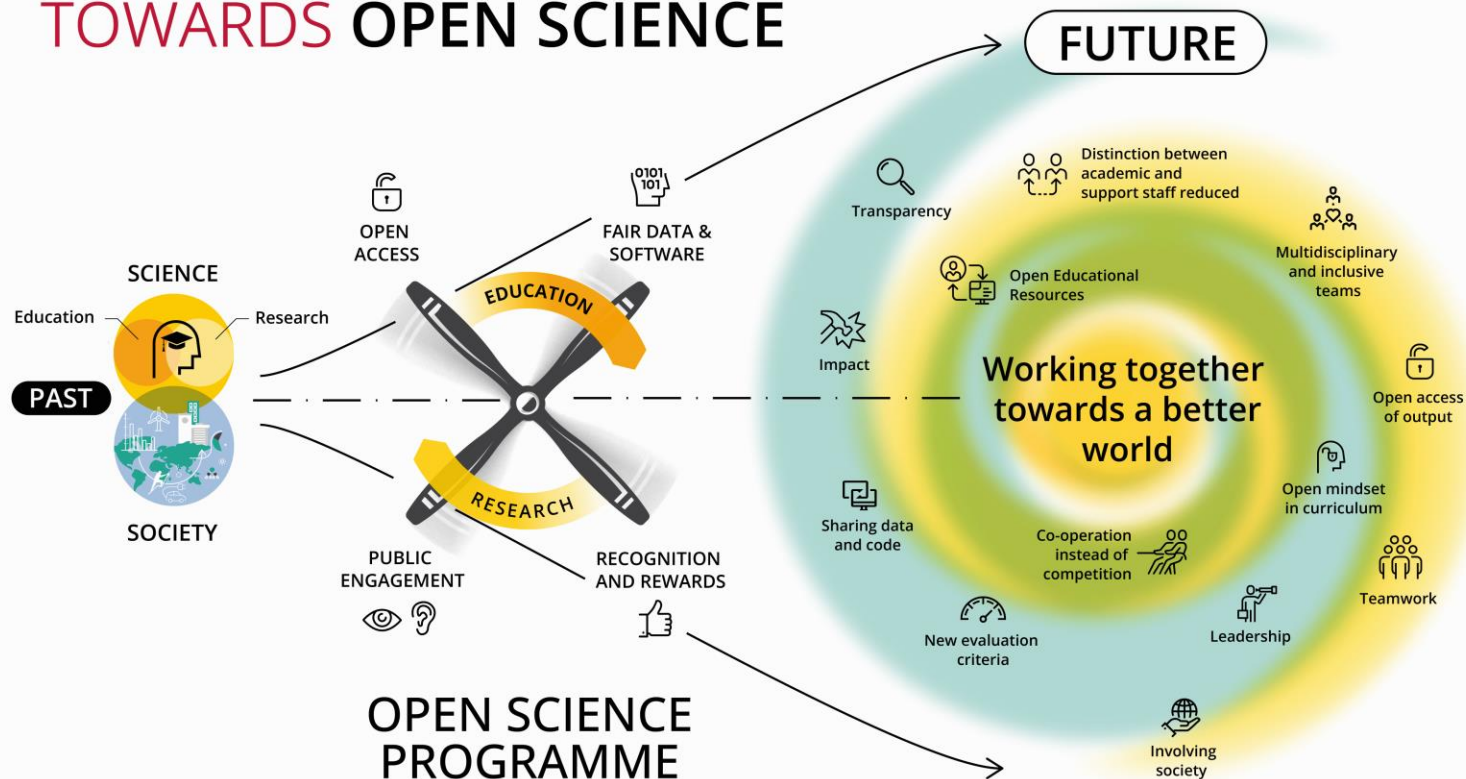 TOWARDS OPEN SCIENCE
FUTURE
PAST
SCIENCE
Education
Research
SOCIETY
OPEN
ACCESS
0101
101
FAIR DATA &
SOFTWARE
EDUCATION
RESEARCH
PUBLIC
ENGAGEMENT
RECOGNITION
AND REWARDS
OPEN SCIENCE
PROGRAMME
Transparency
Distinction between
academic and
support staff reduced
Multidisciplinary
and inclusive
teams
Open Educational
Resources
Impact
Working together
towards a better
world
Open access
of output
Open mindset
in curriculum
Sharing data
and code
Co-operation
instead of
competition
Teamwork
New evaluation
criteria
Leadership
Involving
society